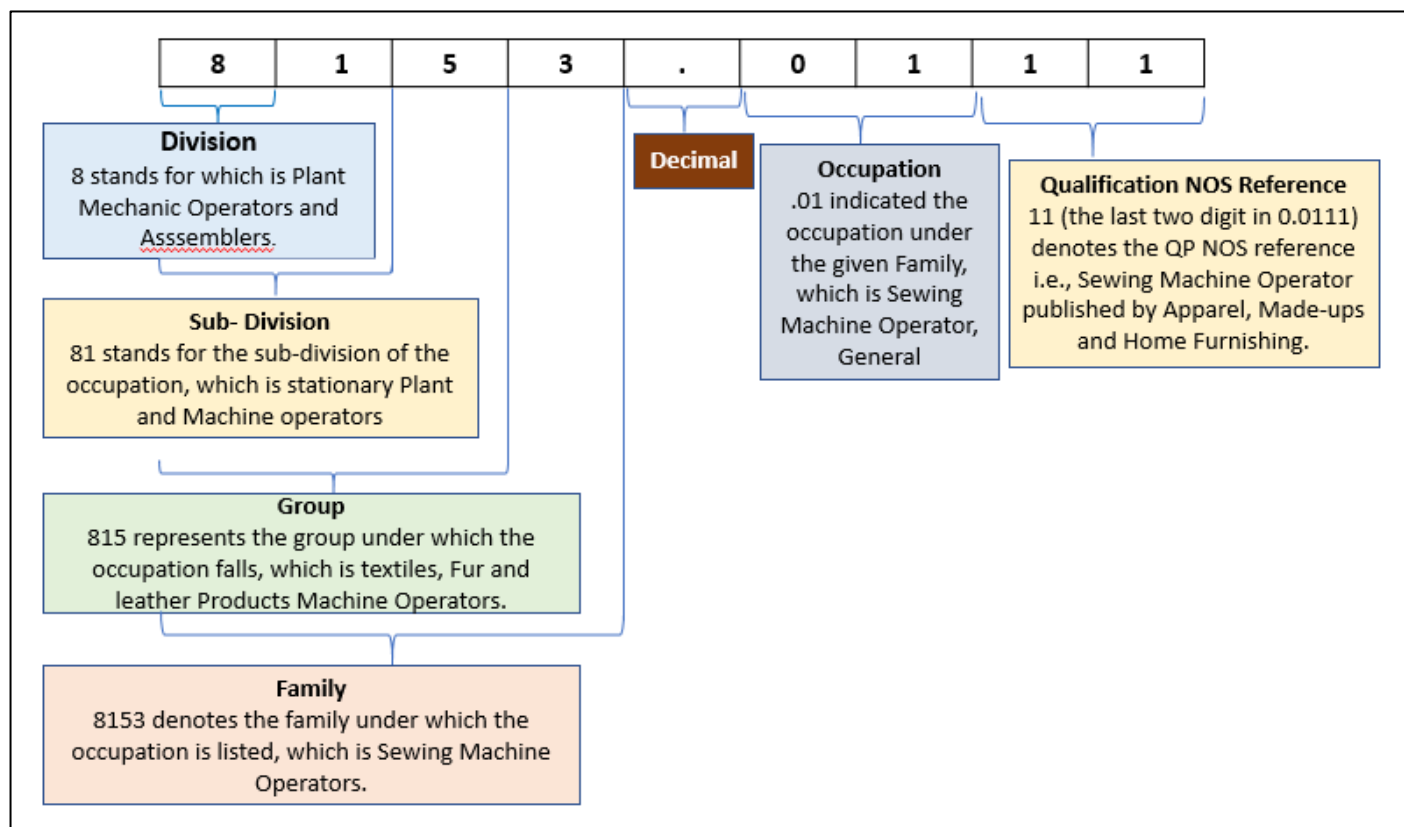 8 1 5 3 . 0 1 1 1
Division
8 stands for which is Plant
Mechanic Operators and
Asssemblers.
Sub- Division
81 stands for the sub-division of the
occupation, which is stationary Plant
and Machine operators
Group
815 represents the group under which the
occupation falls, which is textiles, Fur and
leather Products Machine Operators.
Family
8153 denotes the family under which the
occupation is listed, which is Sewing Machine
Operators.
Decimal
Occupation
.01 indicated the
occupation under
the given Family,
which is Sewing
Machine Operator,
General
Qualification NOS Reference
11 (the last two digit in 0.0111)
denotes the QP NOS reference
i.e., Sewing Machine Operator
published by Apparel, Made-ups
and Home Furnishing.